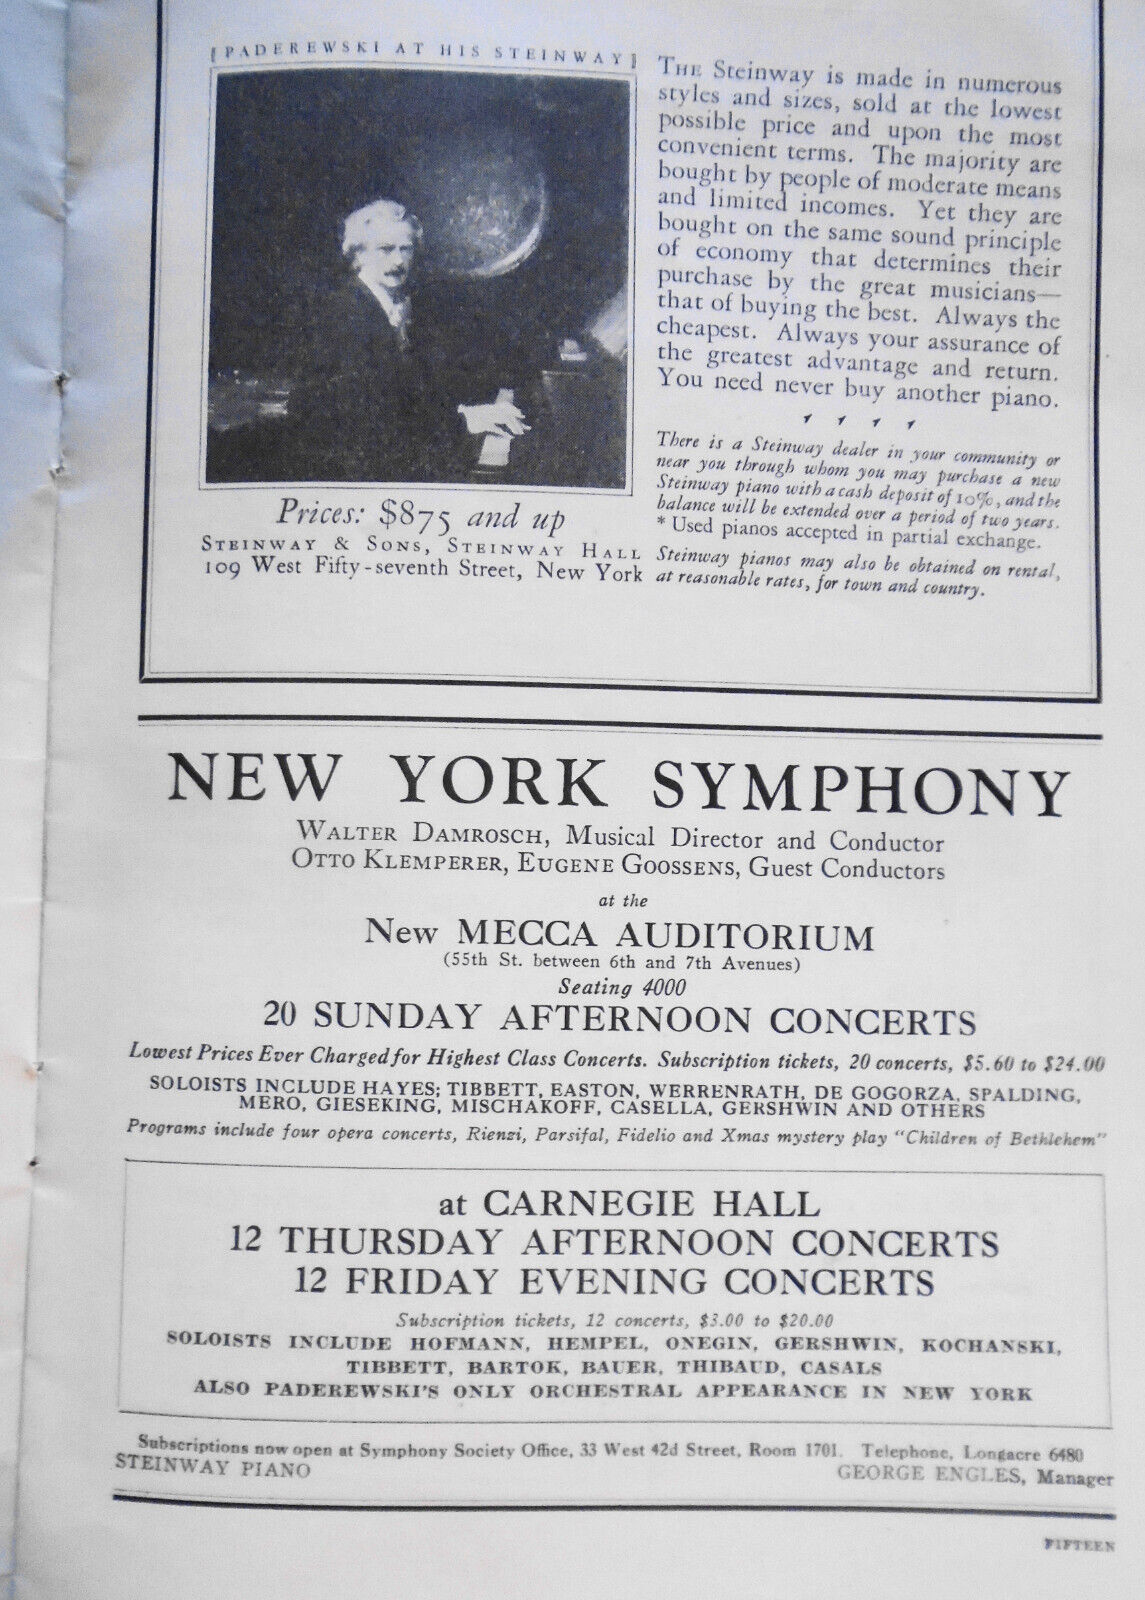 [PADEREWSKI AT HIS STEINWAY]
Prices: $875 and up
STEINWAY & SONS, STEINWAY HALL
109 West Fifty-seventh Street, New York
THE Steinway is made in numerous
styles and sizes, sold at the lowest
possible price and upon the most
convenient terms. The majority are
bought by people of moderate means
and limited incomes. Yet they are
bought on the same sound principle
of economy that determines their
purchase by the great musicians—
that of buying the best. Always the
cheapest. Always your assurance of
the greatest advantage and return.
You need never buy another piano.
There is a Steinway dealer in your community or
near you through whom you may purchase a new
Steinway piano with a cash deposit of 10%, and the
balance will be extended over a period of two years.
* Used pianos accepted in partial exchange.
Steinway pianos may also be obtained on rental,
at reasonable rates, for town and country.
NEW YORK SYMPHONY
WALTER DAMROSCH, Musical Director and Conductor
OTTO KLEMPERER, EUGENE GOOSSENS, Guest Conductors
at the
New MECCA AUDITORIUM
(55th St. between 6th and 7th Avenues)
Seating 4000
20 SUNDAY AFTERNOON CONCERTS
Lowest Prices Ever Charged for Highest Class Concerts. Subscription tickets, 20 concerts, $5.60 to $24.00
SOLOISTS INCLUDE HAYES; TIBBETT, EASTON, WERRENRATH, DE GOGORZA, SPALDING,
MERO, GIESEKING, MISCHAKOFF, CASELLA, GERSHWIN AND OTHERS
Programs include four opera concerts, Rienzi, Parsifal, Fidelio and Xmas mystery play "Children of Bethlehem"
at CARNEGIE HALL
12 THURSDAY AFTERNOON CONCERTS
12 FRIDAY EVENING CONCERTS
Subscription tickets, 12 concerts, $3.00 to $20.00
SOLOISTS INCLUDE HOFMANN, HEMPEL, ONEGIN, GERSHWIN, KOCHANSKI,
TIBBETT, BARTOK, BAUER, THIBAUD, CASALS
ALSO PADEREWSKI'S ONLY ORCHESTRAL APPEARANCE IN NEW YORK
Subscriptions now open at Symphony Society Office, 33 West 42d Street, Room 1701. Telephone, Longacre 6480
STEINWAY PIANO
GEORGE ENGLES, Manager
FIFTEEN